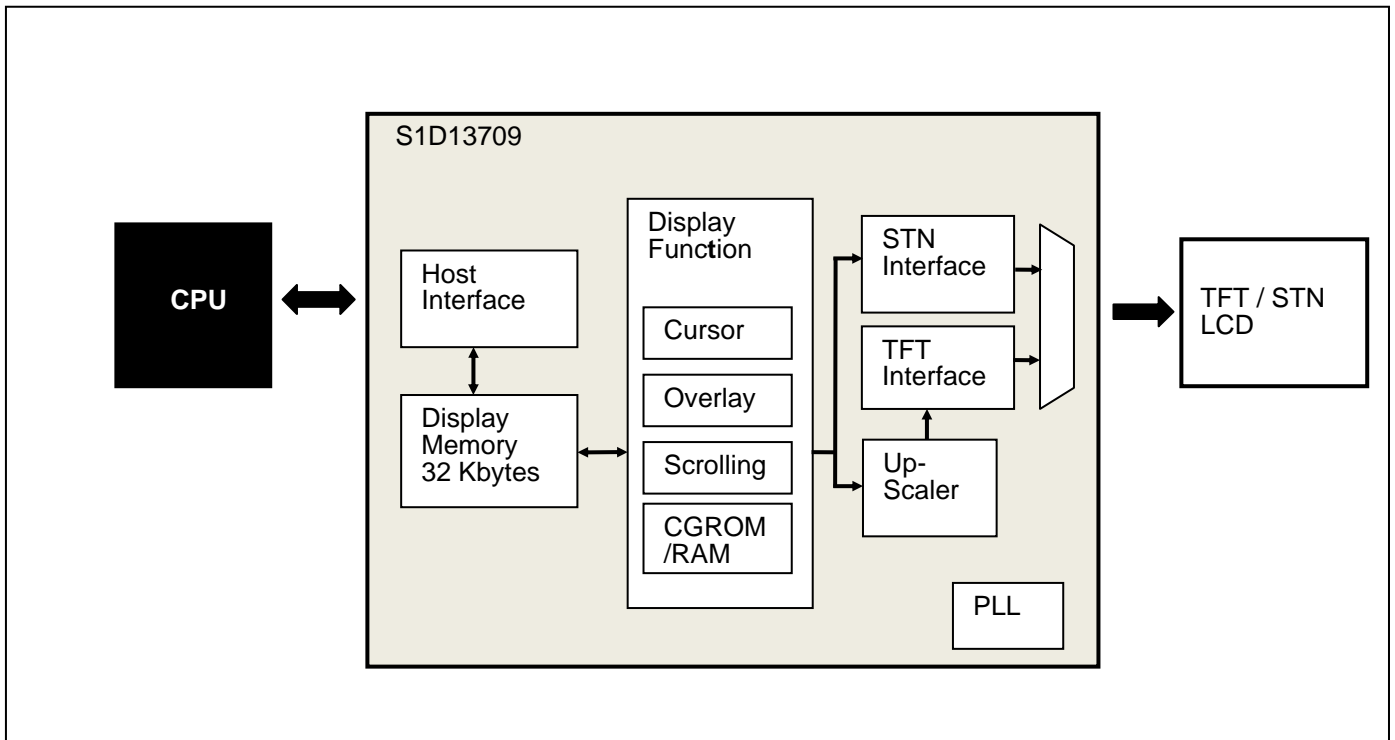 S1D13709
CPU
Host
Interface
Display
Memory
32 Kbytes
Display
Function
Cursor
Overlay
Scrolling
CGROM
/RAM
STN
Interface
TFT
Interface
Up-
Scaler
PLL
TFT / STN
LCD